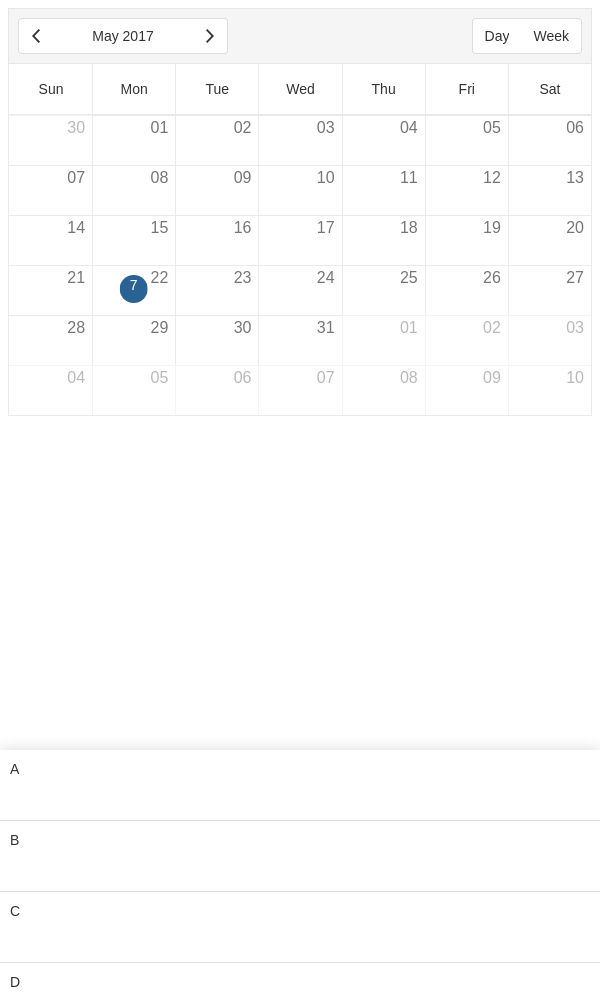 May 2017 Day Week
Sun Mon Tue Wed Thu Fri Sat
30 01 02 03 04 05 06
07 08 09 10 11 12 13
14 15 16 17 18 19 20
21 7 22 23 24 25 26 27
28 29 30 31 01 02 03
04 05 06 07 08 09 10
A
B
C
D